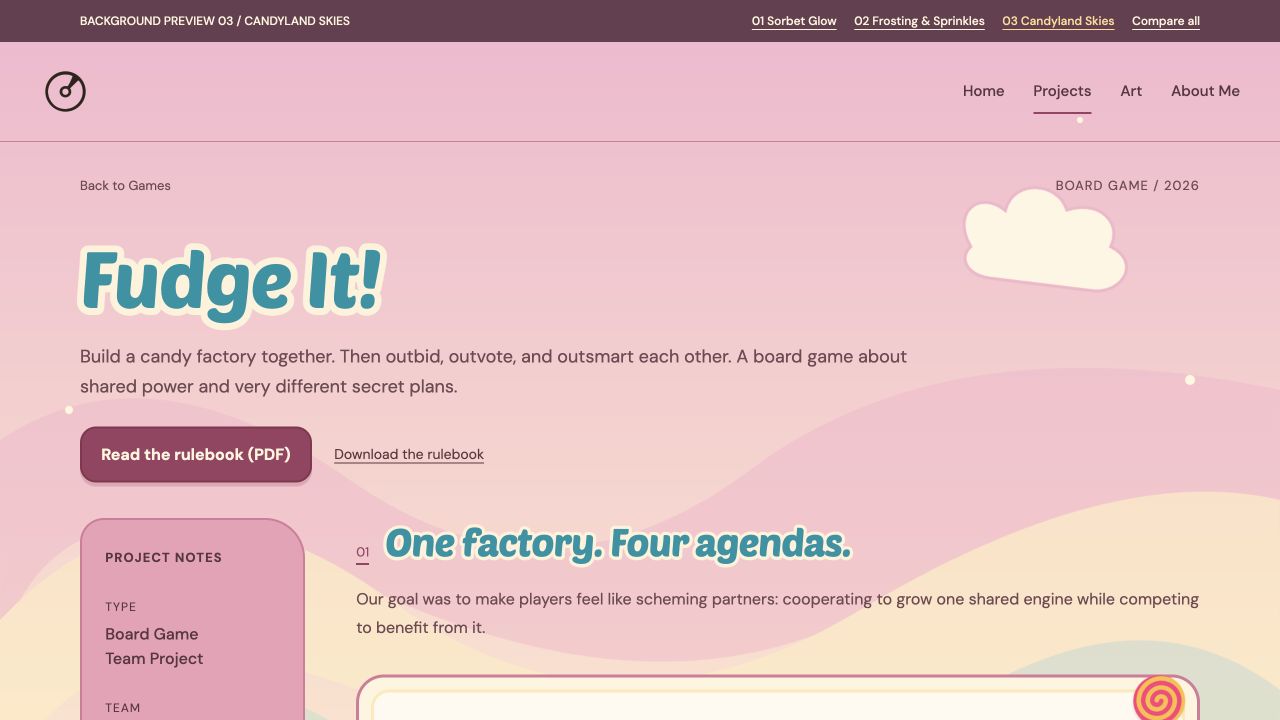 BACKGROUND PREVIEW 03 / CANDYLAND SKIES
01 Sorbet Glow 02 Frosting & Sprinkles 03 Candyland Skies Compare all
Home Projects Art About Me
Back to Games
BOARD GAME / 2026
Fudge It!
Build a candy factory together. Then outbid, outvote, and outsmart each other. A board game about
shared power and very different secret plans.
Read the rulebook (PDF)
Download the rulebook
PROJECT NOTES
TYPE
Board Game
Team Project
TEAM
01 One factory. Four agendas.
Our goal was to make players feel like scheming partners: cooperating to grow one shared engine while competing
to benefit from it.